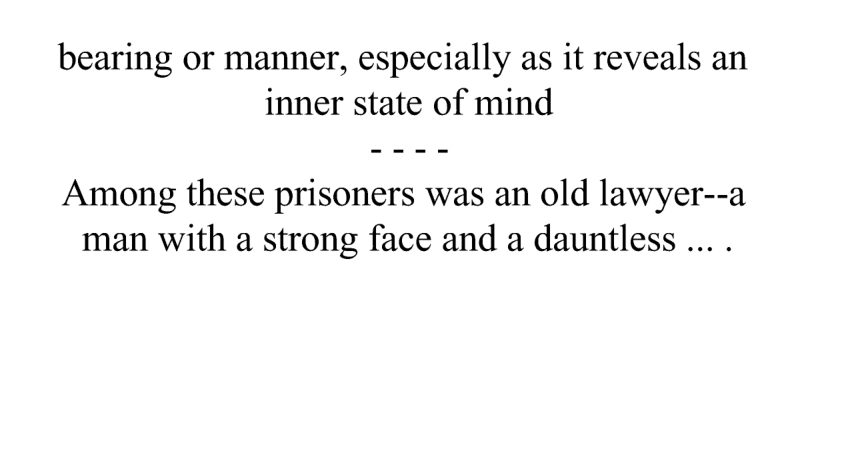 bearing or manner, especially as it reveals an
inner state of mind
- - - -
Among these prisoners was an old lawyer--a
man with a strong face and a dauntless ... .